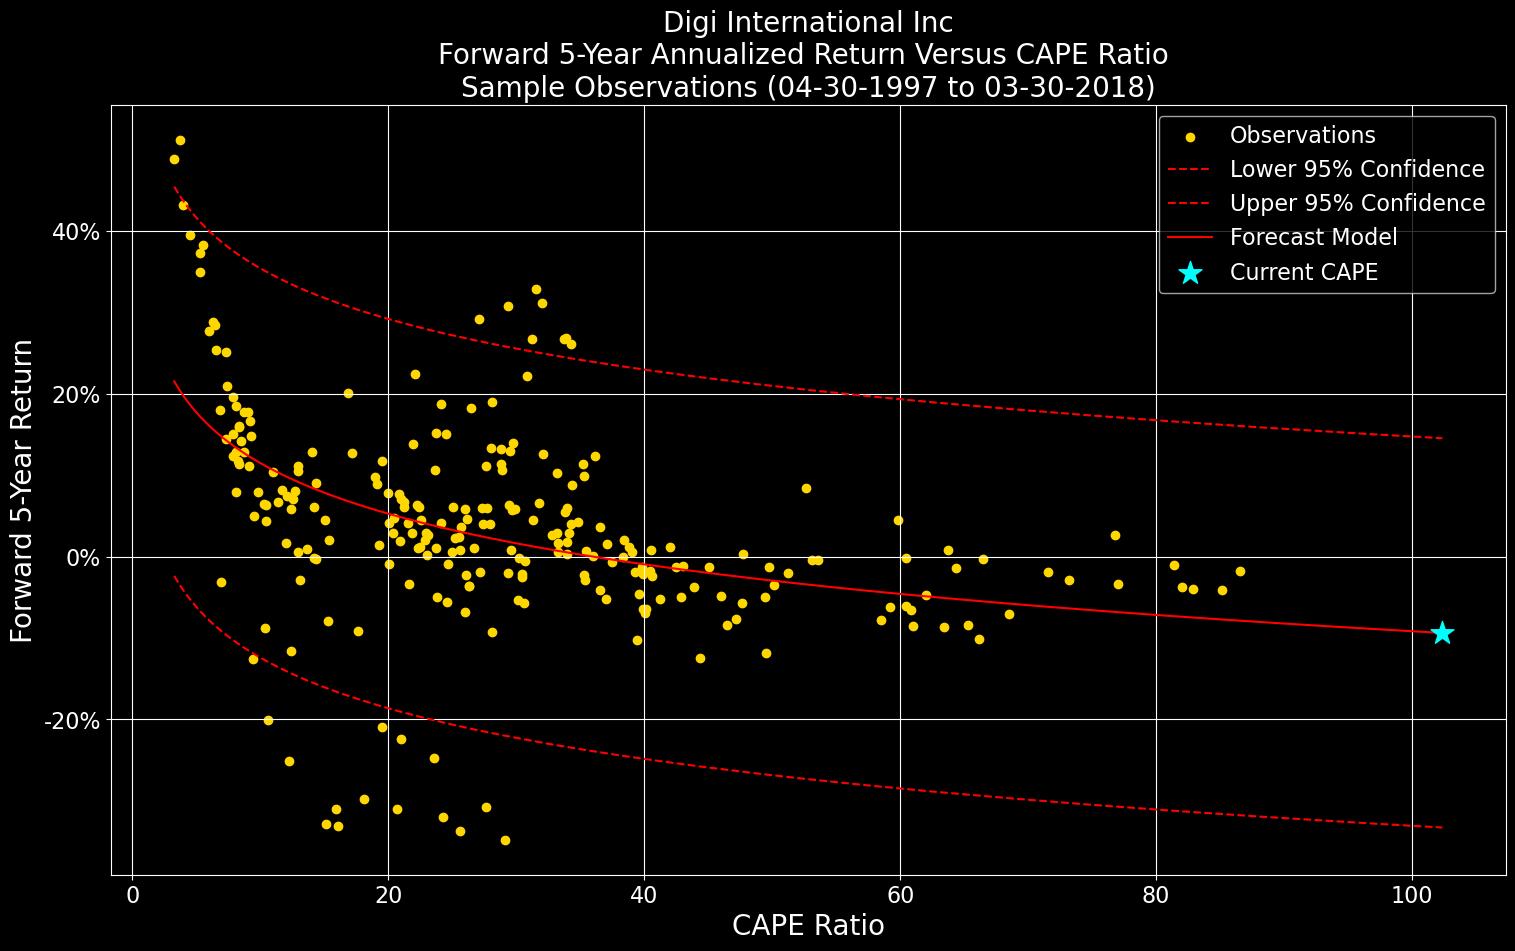 Digi International Inc
Forward 5-Year Annualized Return Versus CAPE Ratio
Sample Observations (04-30-1997 to 03-30-2018)
Observations
Lower 95% Confidence
Upper 95% Confidence
Forecast Model
Current CAPE
Forward 5-Year Return
40%
20%
0%
-20%
0 20 40 60 80 100
CAPE Ratio